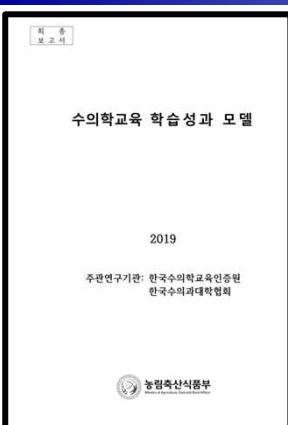 최 종
보 고 서
수의학교육 학습성과 모델
2019
주관연구기관: 한국수의학교육인증원
한국수의과대학협회
농림축산식품부